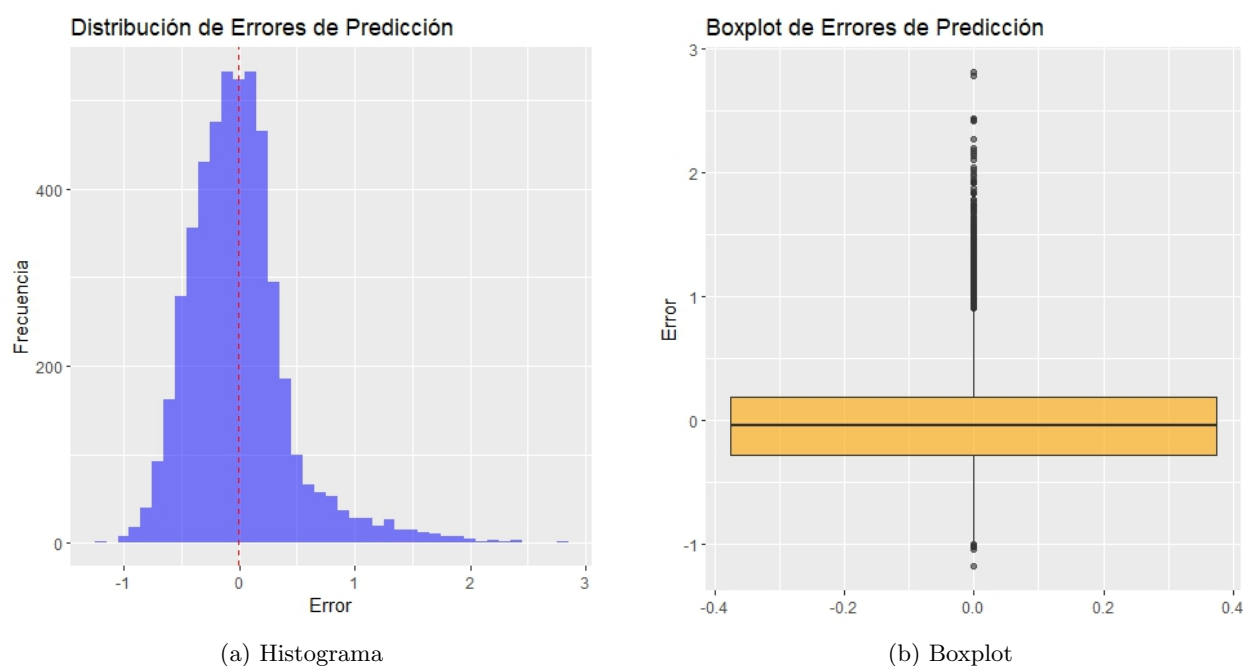 Distribución de Errores de Predicción
Frecuencia
400
200
0
-1
0
1
2
3
Error
(a) Histograma
Boxplot de Errores de Predicción
Error
3
2
1
0
-1
-0.4
-0.2
0.0
0.2
0.4
(b) Boxplot